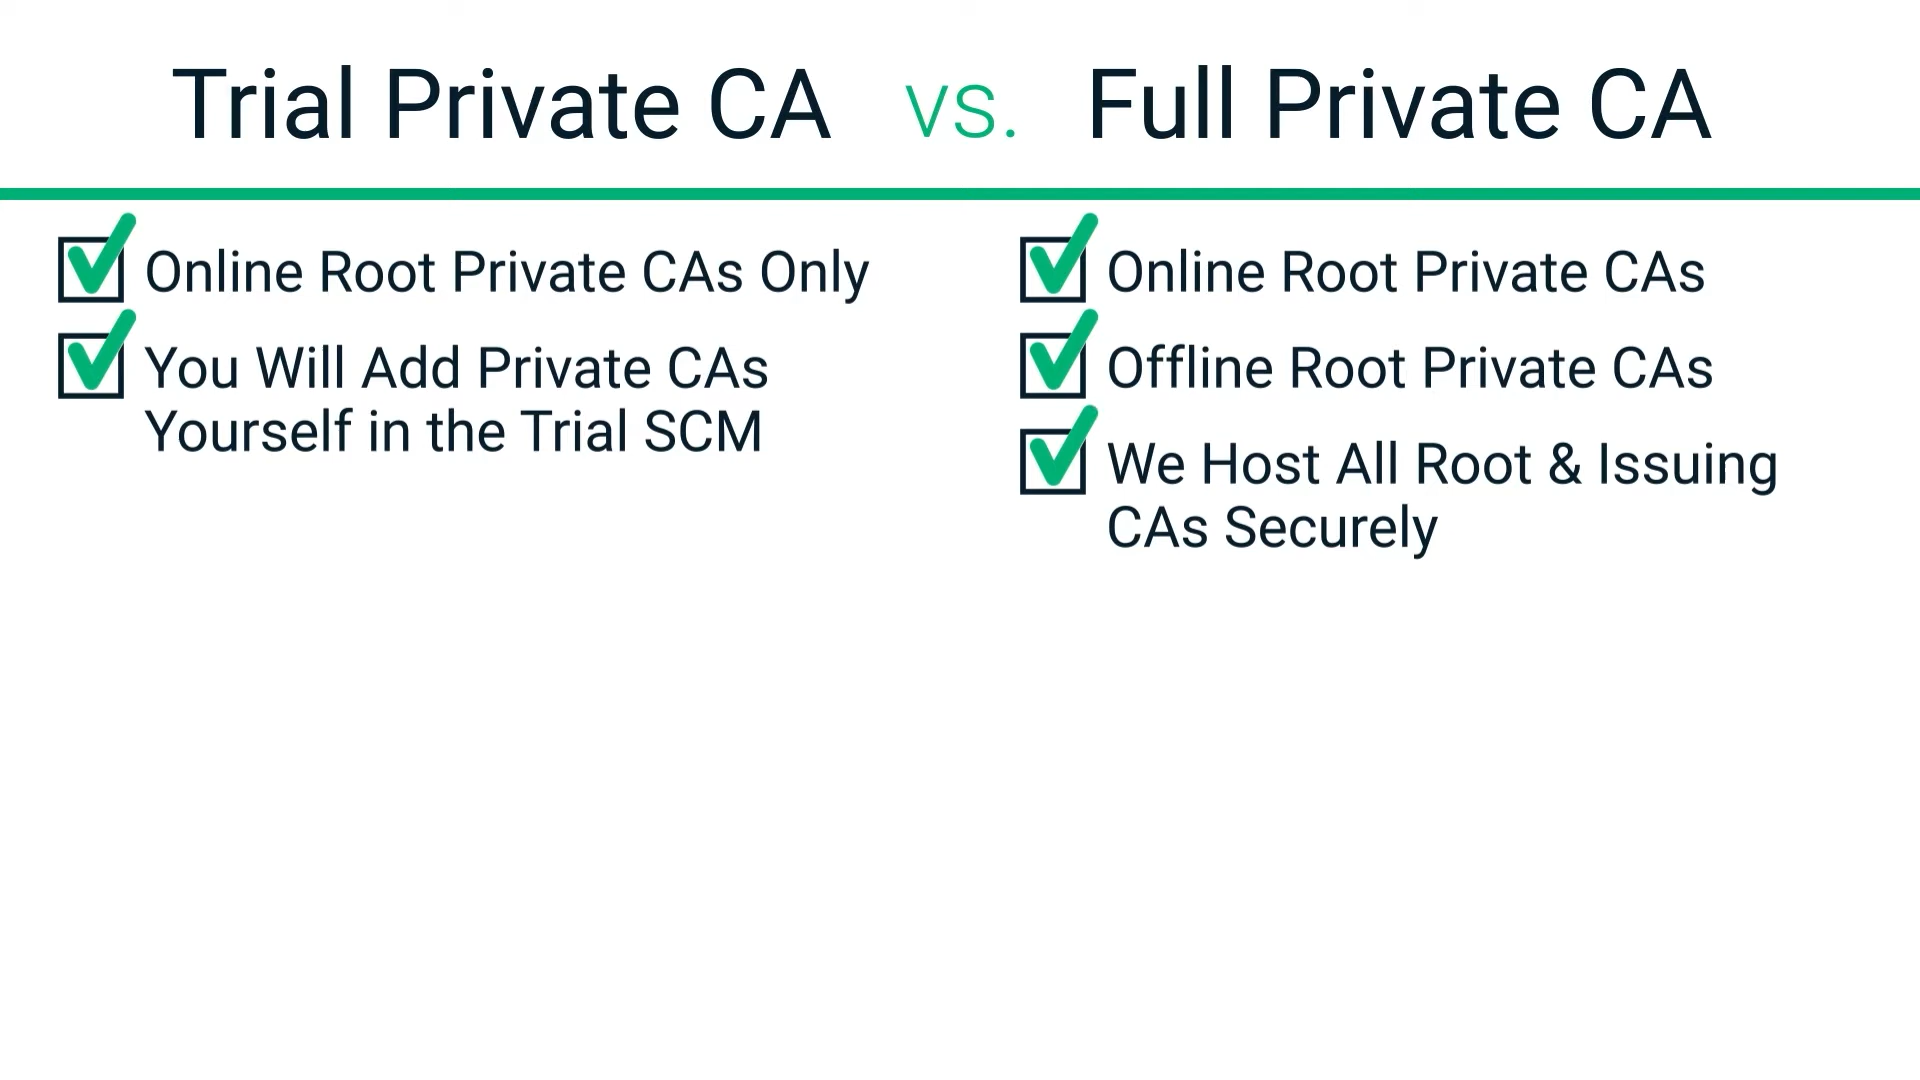 Trial Private CA vs. Full Private CA
Online Root Private CAs Only
You Will Add Private CAs
Yourself in the Trial SCM
Online Root Private CAs
Offline Root Private CAs
We Host All Root & Issuing
CAs Securely